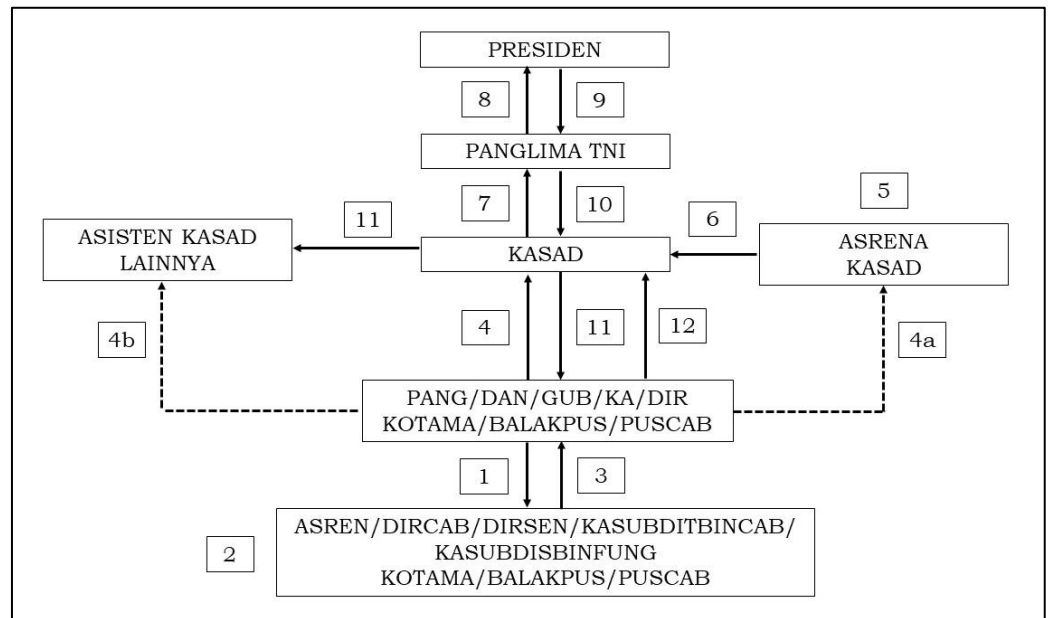 PRESIDEN
8
9
PANGLIMA TNI
5
11
7
10
6
ASISTEN KASAD
LAINNYA
KASAD
ASRENA
KASAD
4b
4
11
12
4a
PANG/DAN/GUB/KA/DIR
KOTAMA/BALAKPUS/PUSCAB
1
3
2
ASREN/DIRCAB/DIRSEN/KASUBDITBINCAB/
KASUBDISBINFUNG
KOTAMA/BALAKPUS/PUSCAB